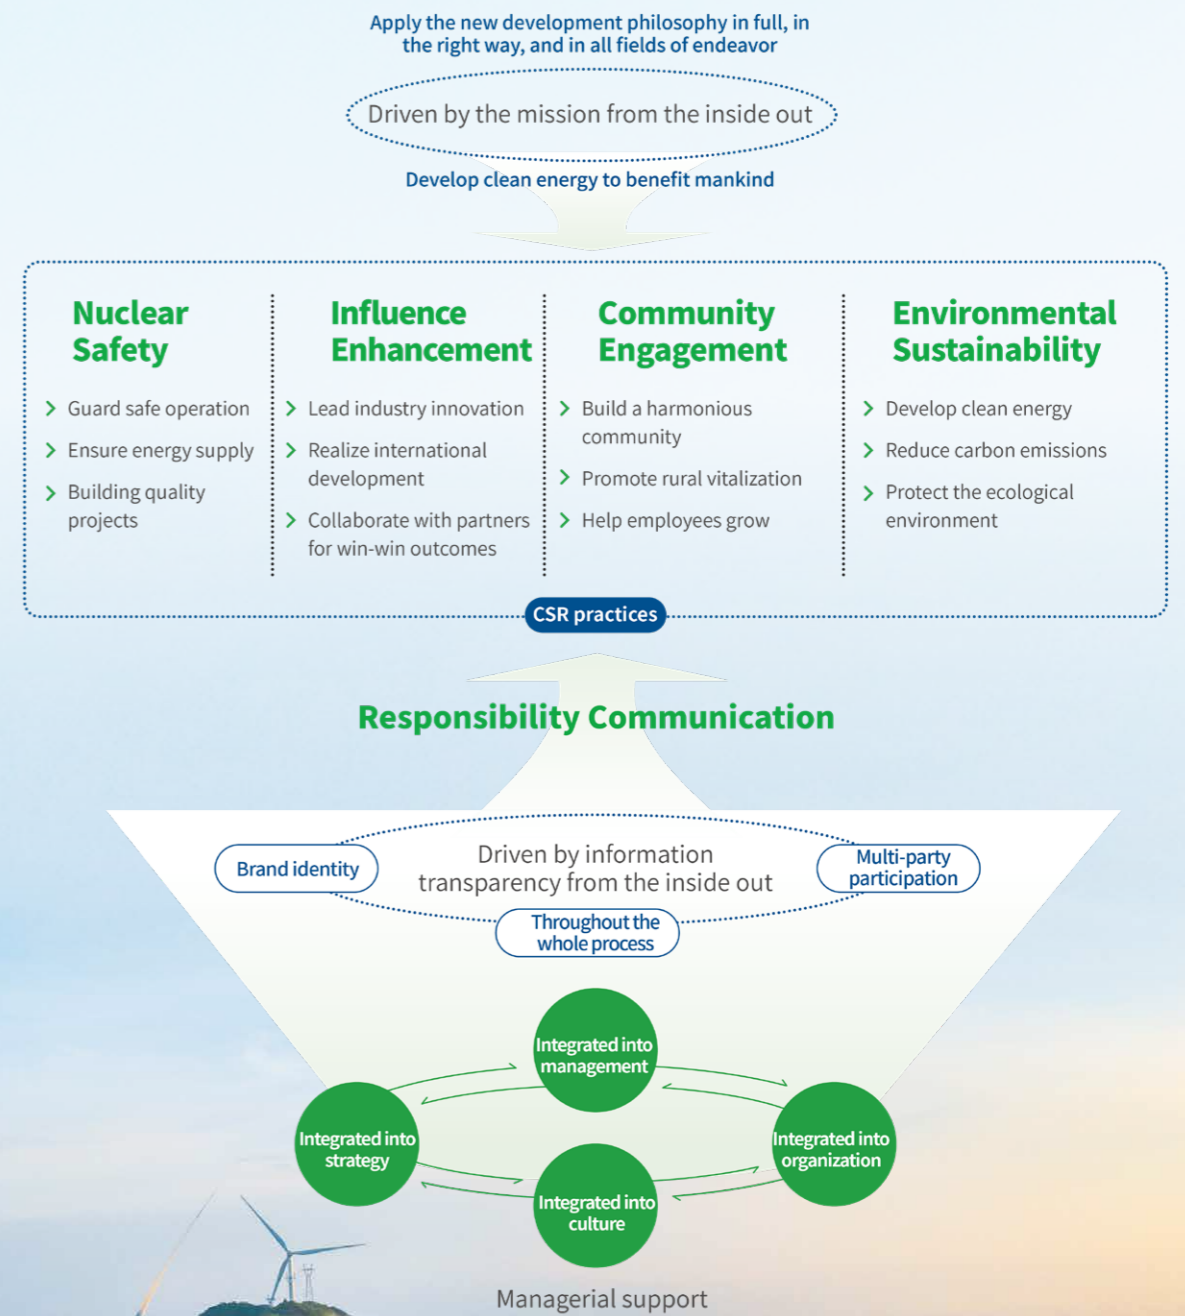 Apply the new development philosophy in full, in
the right way, and in all fields of endeavor
Driven by the mission from the inside out
Develop clean energy to benefit mankind
Nuclear
Safety
Guard safe operation
Ensure energy supply
Building quality
projects
Influence
Enhancement
Lead industry innovation
Realize international
development
Collaborate with partners
for win-win outcomes
Community
Engagement
Build a harmonious
community
Promote rural vitalization
Help employees grow
Environmental
Sustainability
Develop clean energy
Reduce carbon emissions
Protect the ecological
environment
CSR practices
Responsibility Communication
Brand identity
Driven by information
transparency from the inside out
Multi-party
participation
Throughout the
whole process
Integrated into
management
Integrated into
strategy
Integrated into
organization
Integrated into
culture
Managerial support